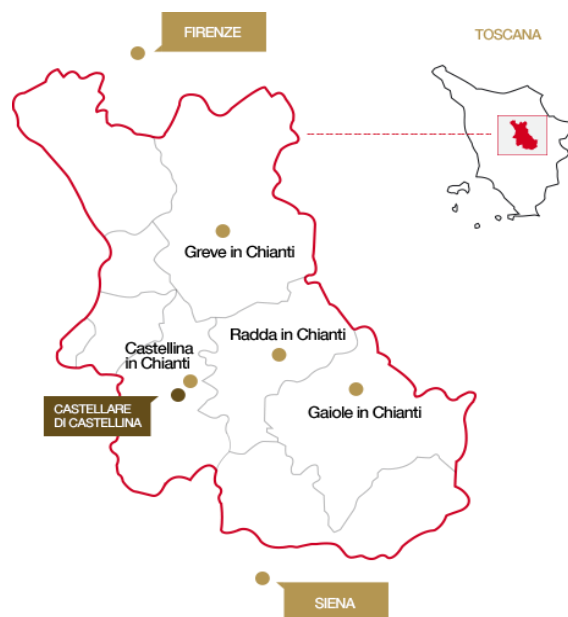 FIRENZE
TOSCANA
Greve in Chianti
Radda in Chianti
Castellina
in Chianti
CASTELLARE
DI CASTELLINA
Gaiole in Chianti
SIENA